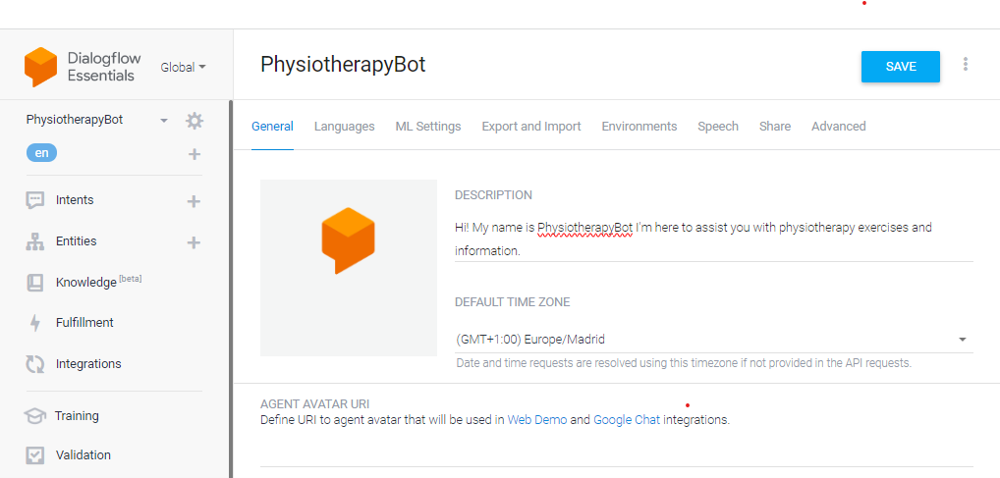 Dialogflow
Essentials
Global
PhysiotherapyBot
SAVE
PhysiotherapyBot
en
General Languages ML Settings Export and Import Environments Speech Share Advanced
Intents
Entities
Knowledge [beta]
Fulfillment
Integrations
Training
Validation
DESCRIPTION
Hi! My name is PhysiotherapyBot I'm here to assist you with physiotherapy exercises and
information.
DEFAULT TIME ZONE
(GMT+1:00) Europe/Madrid
Date and time requests are resolved using this timezone if not provided in the API requests.
AGENT AVATAR URI
Define URI to agent avatar that will be used in Web Demo and Google Chat integrations.